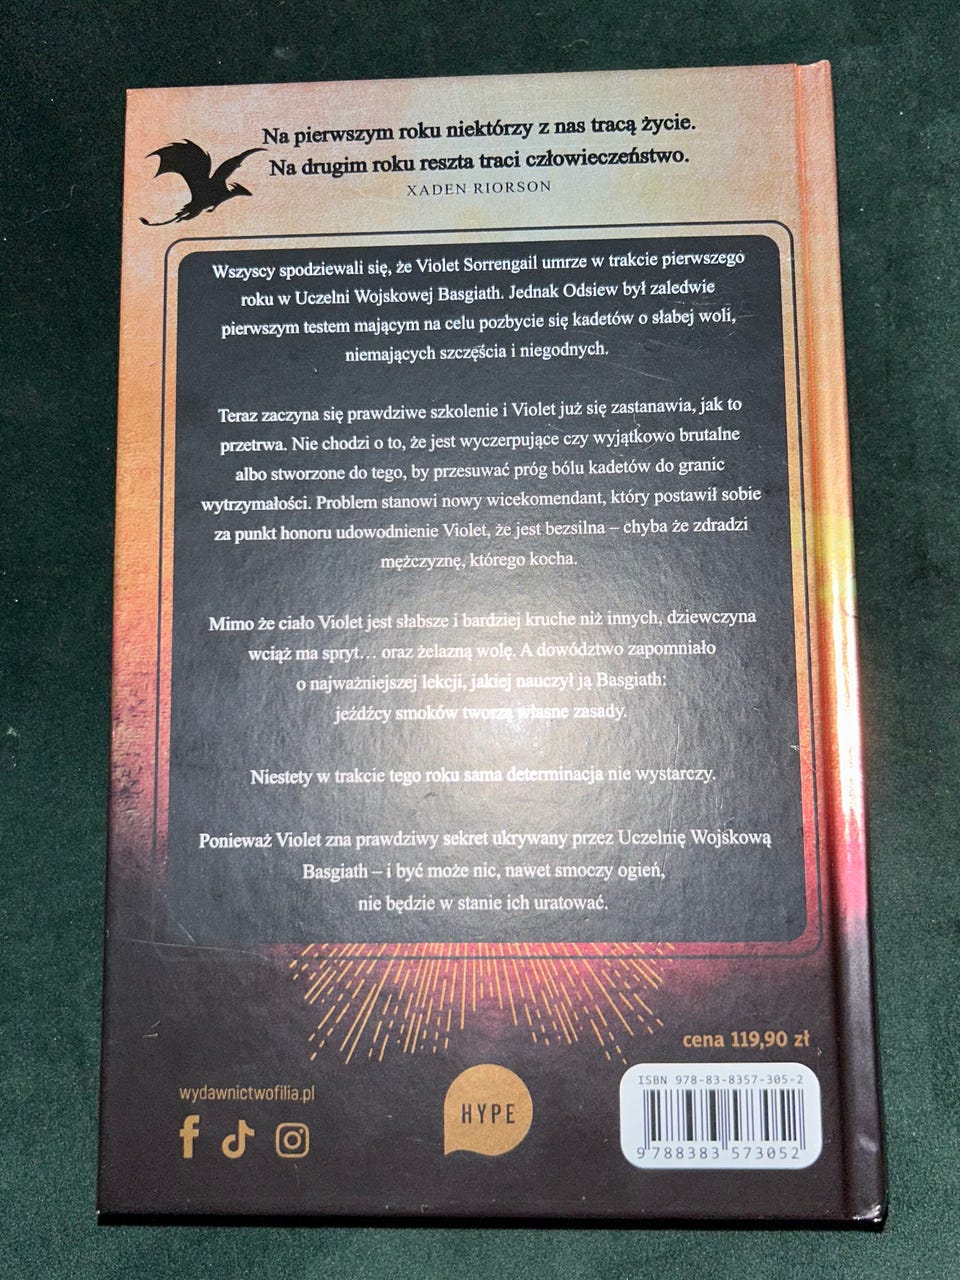 Na pierwszym roku niektórzy z nas tracą życie.
Na drugim roku reszta traci człowieczeństwo.
XADEN RIORSON
Wszyscy spodziewali się, że Violet Sorrengail umrze w trakcie pierwszego
roku w Uczelni Wojskowej Basgiath. Jednak Odsiew był zaledwie
pierwszym testem mającym na celu pozbycie się kadetów o słabej woli,
niemających szczęścia i niegodnych.
Teraz zaczyna się prawdziwe szkolenie i Violet już się zastanawia, jak to
przetrwa. Nie chodzi o to, że jest wyczerpujące czy wyjątkowo brutalne
albo stworzone do tego, by przesuwać próg bólu kadetów do granic
wytrzymałości. Problem stanowi nowy wicekomendant, który postawił sobie
za punkt honoru udowodnienie Violet, że jest bezsilna – chyba że zdradzi
mężczyznę, którego kocha.
Mimo że ciało Violet jest słabsze i bardziej kruche niż innych, dziewczyna
wciąż ma spryt… oraz żelazną wolę. A dowództwo zapomniało
o najważniejszej lekcji, jakiej nauczył ją Basgiath:
jeźdźcy smoków tworzą własne zasady.
Niestety w trakcie tego roku sama determinacja nie wystarczy.
Ponieważ Violet zna prawdziwy sekret ukrywany przez Uczelnię Wojskową
Basgiath – i być może nic, nawet smoczy ogień,
nie będzie w stanie ich uratować.
cena 119,90 zł
wydawnictwofilia.pl
HYPE
ISBN 978-83-8357-305-2
9 788383 573052